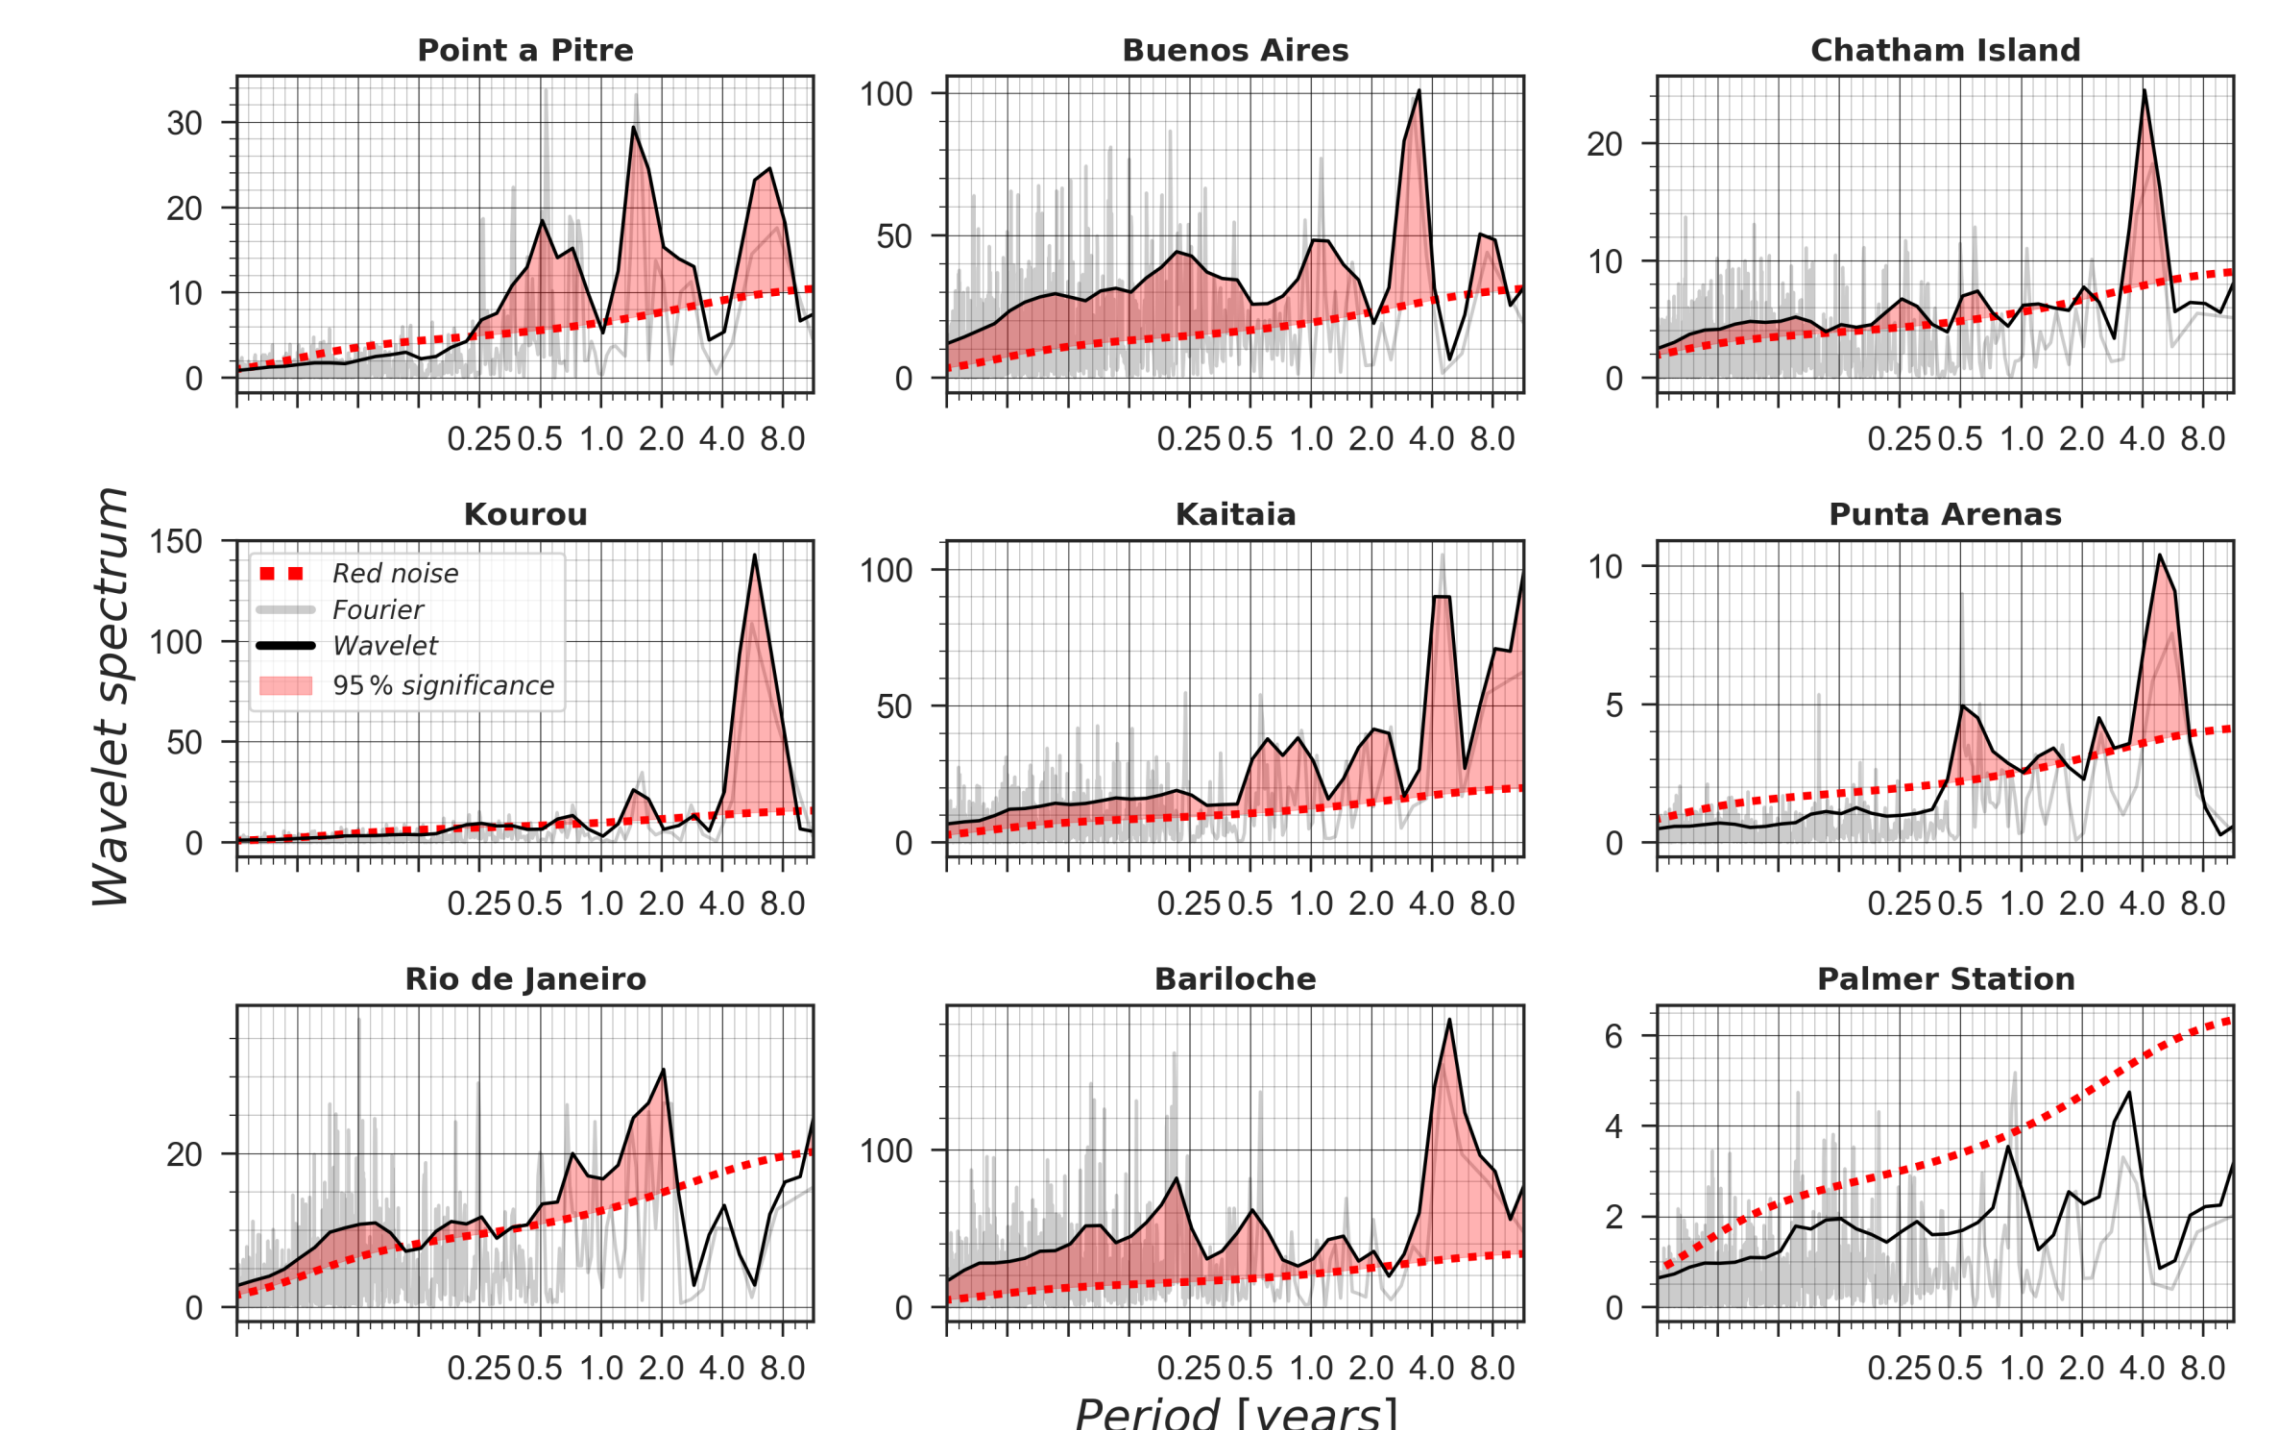 Point a Pitre
Buenos Aires
Chatham Island
30
20
10
0
0.25 0.5 1.0 2.0 4.0 8.0
100
50
0
0.25 0.5 1.0 2.0 4.0 8.0
20
10
0
0.25 0.5 1.0 2.0 4.0 8.0
Wavelet spectrum
Kourou
Kaitaia
Punta Arenas
150
100
50
0
Red noise
Fourier
Wavelet
95 % significance
0.25 0.5 1.0 2.0 4.0 8.0
100
50
0
0.25 0.5 1.0 2.0 4.0 8.0
10
5
0
0.25 0.5 1.0 2.0 4.0 8.0
Rio de Janeiro
Bariloche
Palmer Station
20
0
0.25 0.5 1.0 2.0 4.0 8.0
100
0
0.25 0.5 1.0 2.0 4.0 8.0
6
4
2
0
0.25 0.5 1.0 2.0 4.0 8.0
Period [years]